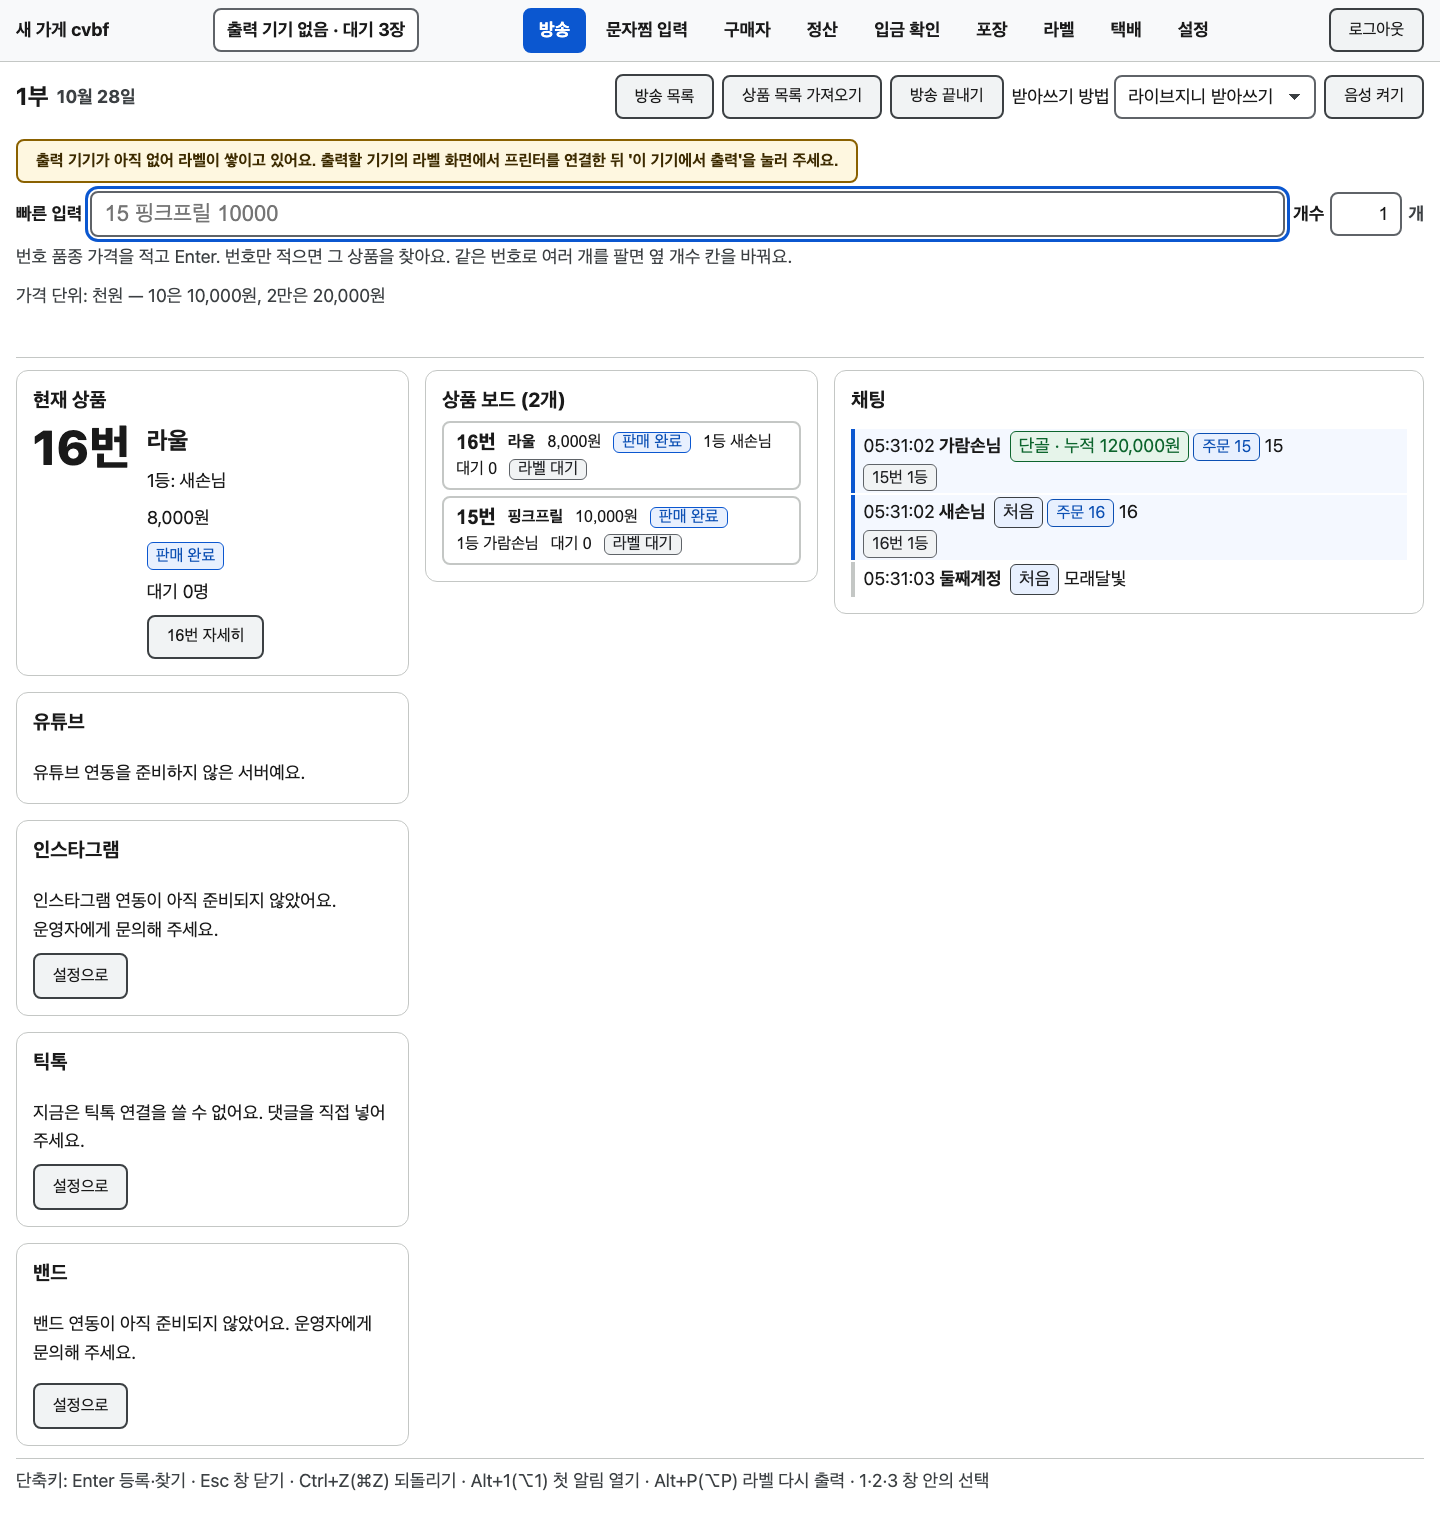 새 가게 cvbf
출력 기기 없음 · 대기 3장
방송 문자찜 입력 구매자 정산 입금 확인 포장 라벨 택배 설정
로그아웃
1부 10월 28일
방송 목록 상품 목록 가져오기 방송 끝내기 받아쓰기 방법 라이브지니 받아쓰기 음성 켜기
출력 기기가 아직 없어 라벨이 쌓이고 있어요. 출력할 기기의 라벨 화면에서 프린터를 연결한 뒤 '이 기기에서 출력'을 눌러 주세요.
빠른 입력 15 핑크프릴 10000 개수 1 개
번호 품종 가격을 적고 Enter. 번호만 적으면 그 상품을 찾아요. 같은 번호로 여러 개를 팔면 옆 개수 칸을 바꿔요.
가격 단위: 천원 — 10은 10,000원, 2만은 20,000원
현재 상품
16번 라울
1등: 새손님
8,000원
판매 완료
대기 0명
16번 자세히
유튜브
유튜브 연동을 준비하지 않은 서버예요.
인스타그램
인스타그램 연동이 아직 준비되지 않았어요.
운영자에게 문의해 주세요.
설정으로
틱톡
지금은 틱톡 연결을 쓸 수 없어요. 댓글을 직접 넣어
주세요.
설정으로
밴드
밴드 연동이 아직 준비되지 않았어요. 운영자에게
문의해 주세요.
설정으로
상품 보드 (2개)
16번 라울 8,000원 판매 완료 1등 새손님
대기 0 라벨 대기
15번 핑크프릴 10,000원 판매 완료
1등 가람손님 대기 0 라벨 대기
채팅
05:31:02 가람손님 단골 · 누적 120,000원 주문 15 15
15번 1등
05:31:02 새손님 처음 주문 16 16
16번 1등
05:31:03 둘째계정 처음 모래달빛
단축키: Enter 등록·찾기 · Esc 창 닫기 · Ctrl+Z(⌘Z) 되돌리기 · Alt+1(⌥1) 첫 알림 열기 · Alt+P(⌥P) 라벨 다시 출력 · 1·2·3 창 안의 선택